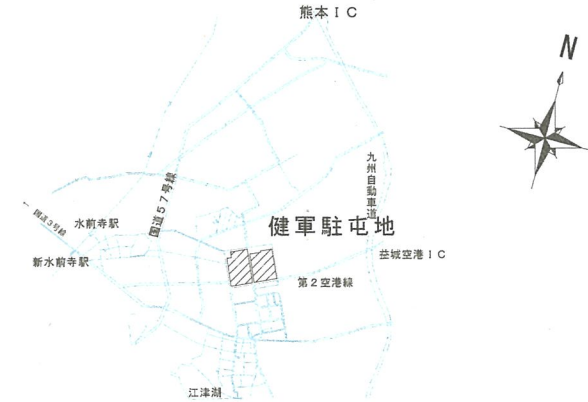 熊本IC
N
九州自動車道
国道57号線
← 国道3号線
水前寺駅
健軍駐屯地
新水前寺駅
益城空港IC
第2空港線
江津湖